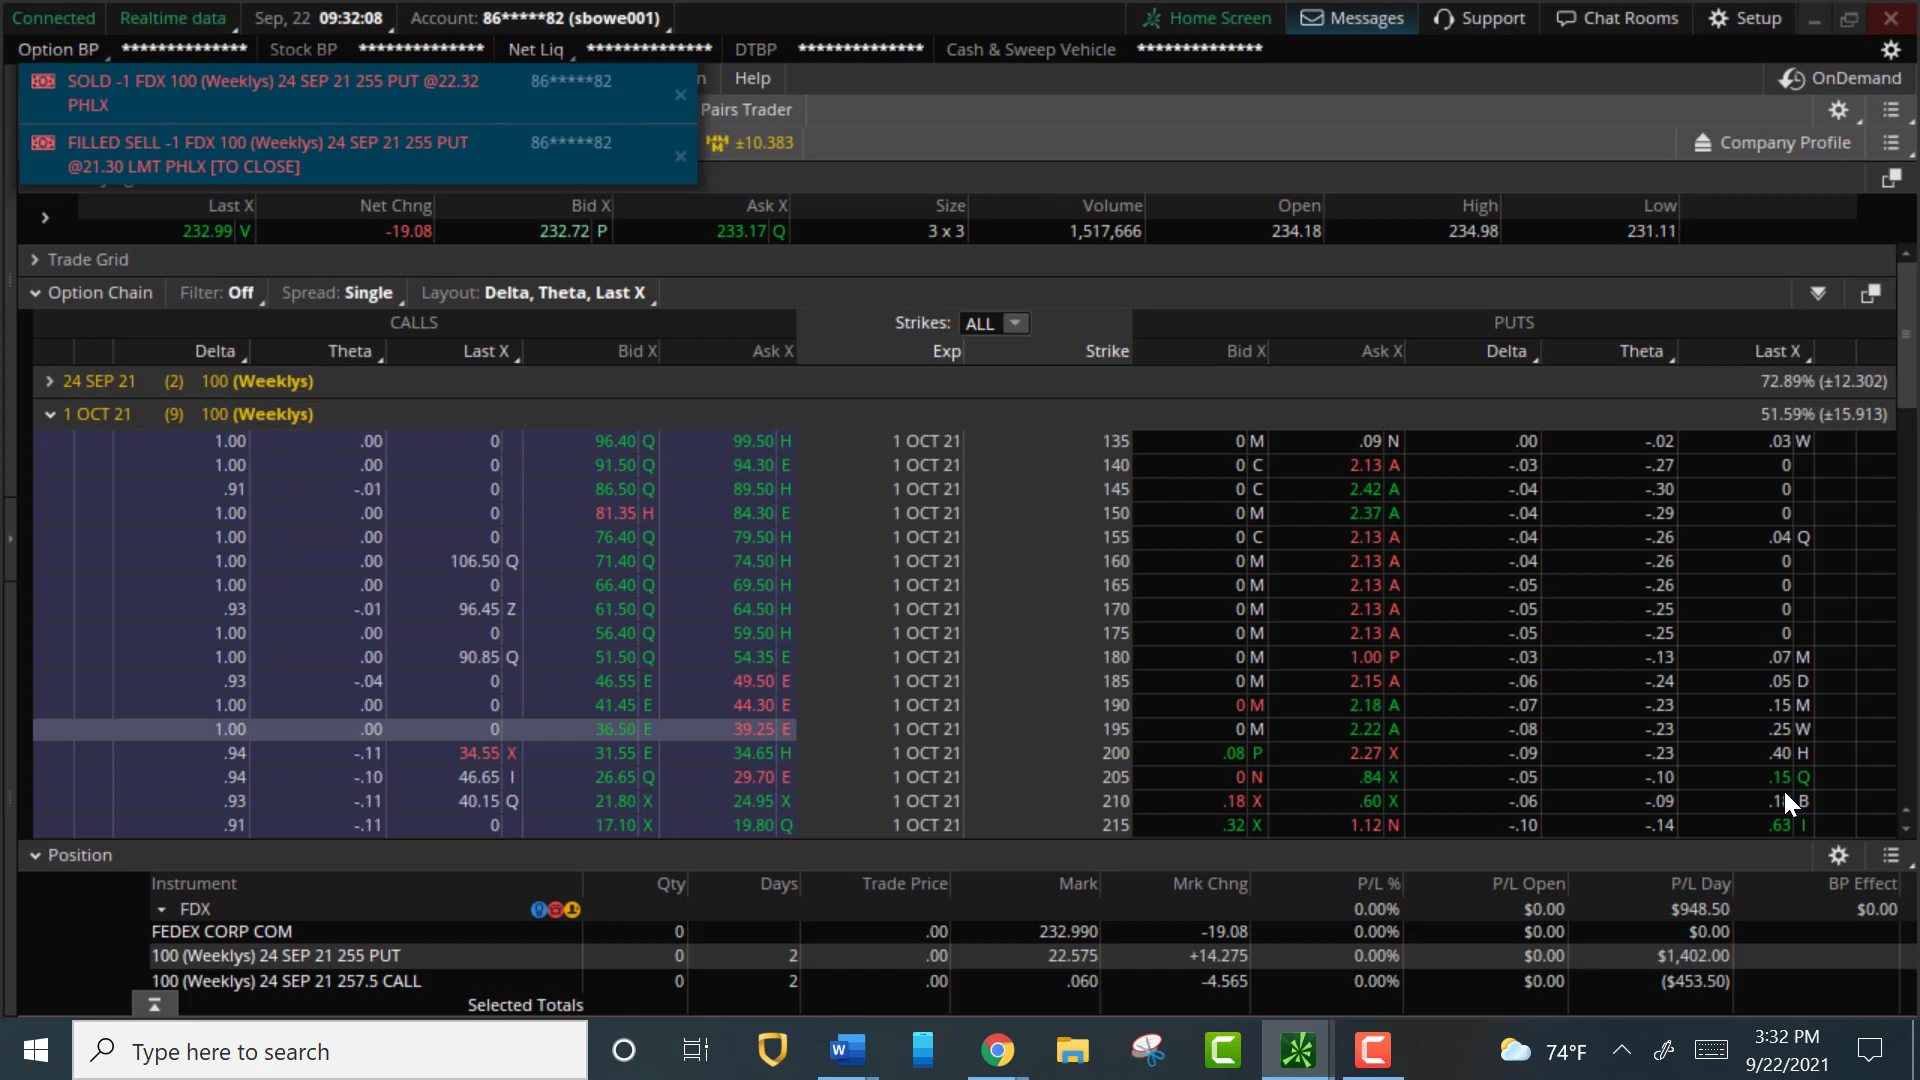 Connected Realtime data Sep, 22 09:32:08 Account: 86*****82 (sbowe001) Home Screen Messages Support Chat Rooms Setup
Option BP ************** Stock BP ************** Net Liq ************** DTBP ************** Cash & Sweep Vehicle **************
SOLD -1 FDX 100 (Weeklys) 24 SEP 21 255 PUT @22.32 86*****82
PHLX
Help OnDemand
Pairs Trader
FILLED SELL -1 FDX 100 (Weeklys) 24 SEP 21 255 PUT 86*****82
@21.30 LMT PHLX [TO CLOSE]
±10.383 Company Profile
Last X Net Chng Bid X Ask X Size Volume Open High Low
232.99 V -19.08 232.72 P 233.17 Q 3 x 3 1,517,666 234.18 234.98 231.11
Trade Grid
Option Chain Filter: Off Spread: Single Layout: Delta, Theta, Last X
CALLS Strikes: ALL PUTS
Delta Theta Last X Bid X Ask X Exp Strike Bid X Ask X Delta Theta Last X
24 SEP 21 (2) 100 (Weeklys) 72.89% (±12.302)
1 OCT 21 (9) 100 (Weeklys) 51.59% (±15.913)
1.00 .00 0 96.40 Q 99.50 H 1 OCT 21 135 0 M .09 N .00 -.02 .03 W
1.00 .00 0 91.50 Q 94.30 E 1 OCT 21 140 0 C 2.13 A -.03 -.27 0
.91 -.01 0 86.50 Q 89.50 H 1 OCT 21 145 0 C 2.42 A -.04 -.30 0
1.00 .00 0 81.35 H 84.30 E 1 OCT 21 150 0 M 2.37 A -.04 -.29 0
1.00 .00 0 76.40 Q 79.50 H 1 OCT 21 155 0 C 2.13 A -.04 -.26 .04 Q
1.00 .00 106.50 Q 71.40 Q 74.50 H 1 OCT 21 160 0 M 2.13 A -.04 -.26 0
1.00 .00 0 66.40 Q 69.50 H 1 OCT 21 165 0 M 2.13 A -.05 -.26 0
.93 -.01 96.45 Z 61.50 Q 64.50 H 1 OCT 21 170 0 M 2.13 A -.05 -.25 0
1.00 .00 0 56.40 Q 59.50 H 1 OCT 21 175 0 M 2.13 A -.05 -.25 0
1.00 .00 90.85 Q 51.50 Q 54.35 E 1 OCT 21 180 0 M 1.00 P -.03 -.13 .07 M
.93 -.04 0 46.55 E 49.50 E 1 OCT 21 185 0 M 2.15 A -.06 -.24 .05 D
1.00 .00 0 41.45 E 44.30 E 1 OCT 21 190 0 M 2.18 A -.07 -.23 .15 M
1.00 .00 0 36.50 E 39.25 E 1 OCT 21 195 0 M 2.22 A -.08 -.23 .25 W
.94 -.11 34.55 X 31.55 E 34.65 H 1 OCT 21 200 .08 P 2.27 X -.09 -.23 .40 H
.94 -.10 46.65 I 26.65 Q 29.70 E 1 OCT 21 205 0 N .84 X -.05 -.10 .15 Q
.93 -.11 40.15 Q 21.80 X 24.95 X 1 OCT 21 210 .18 X .60 X -.06 -.09 B
.91 -.11 0 17.10 X 19.80 Q 1 OCT 21 215 .32 X 1.12 N -.10 -.14 .63 I
Position
Instrument Qty Days Trade Price Mark Mrk Chng P/L % P/L Open P/L Day BP Effect
FDX 0.00% $0.00 $948.50 $0.00
FEDEX CORP COM 0 .00 232.990 -19.08 0.00% $0.00 $0.00
100 (Weeklys) 24 SEP 21 255 PUT 0 2 .00 22.575 +14.275 0.00% $0.00 $1,402.00
100 (Weeklys) 24 SEP 21 257.5 CALL 0 2 .00 .060 -4.565 0.00% $0.00 ($453.50)
Selected Totals
Type here to search 74°F 3:32 PM
9/22/2021